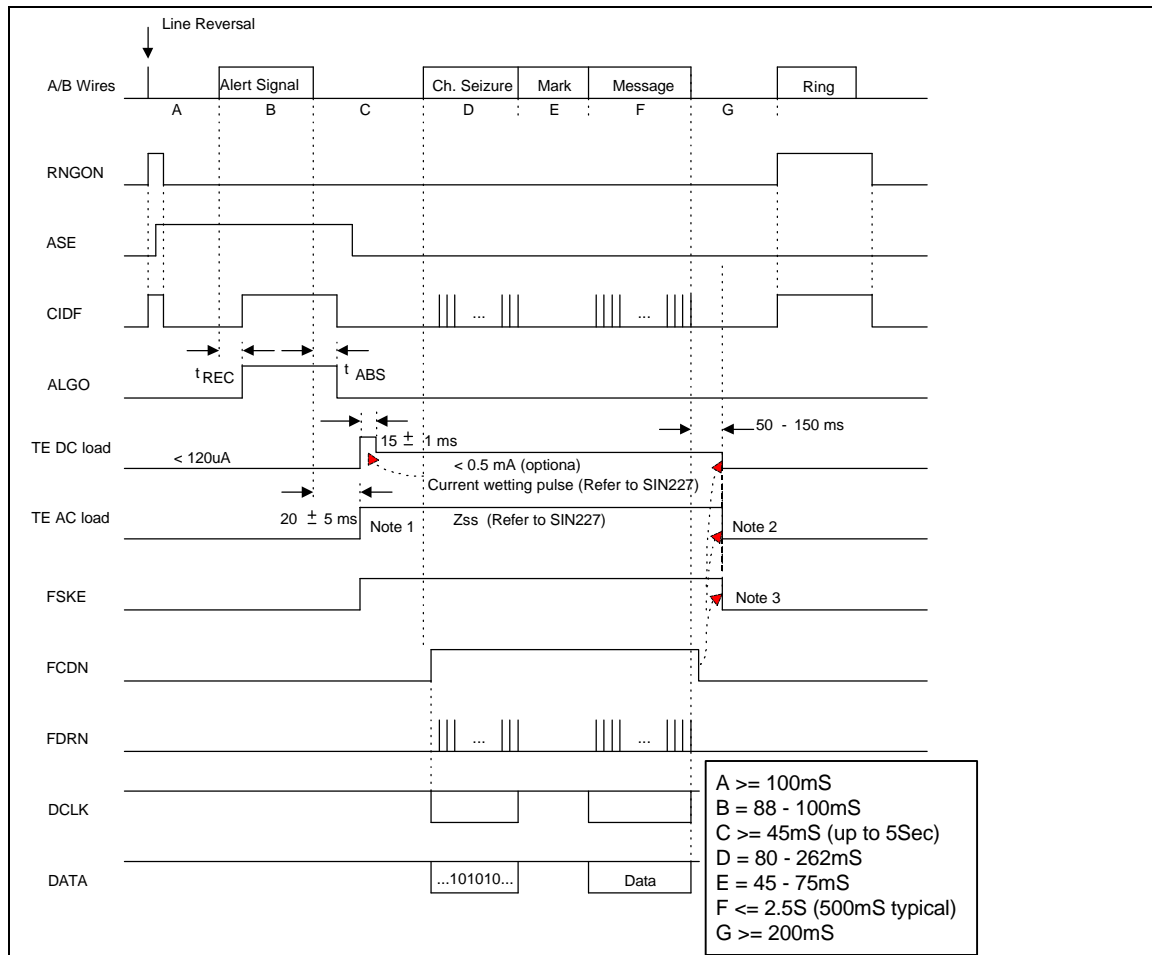 Line Reversal
A/B Wires
Alert Signal
Ch. Seizure
Mark
Message
Ring
A
B
C
D
E
F
G
RNGON
ASE
CIDF
...
...
tREC
tABS
ALGO
50 - 150 ms
15 ± 1 ms
TE DC load
< 120uA
< 0.5 mA (optiona)
Current wetting pulse (Refer to SIN227)
TE AC load
20 ± 5 ms
Note 1
Zss (Refer to SIN227)
Note 2
FSKE
Note 3
FCDN
FDRN
...
...
DCLK
DATA
...101010...
Data
A >= 100mS
B = 88 - 100mS
C >= 45mS (up to 5Sec)
D = 80 - 262mS
E = 45 - 75mS
F <= 2.5S (500mS typical)
G >= 200mS